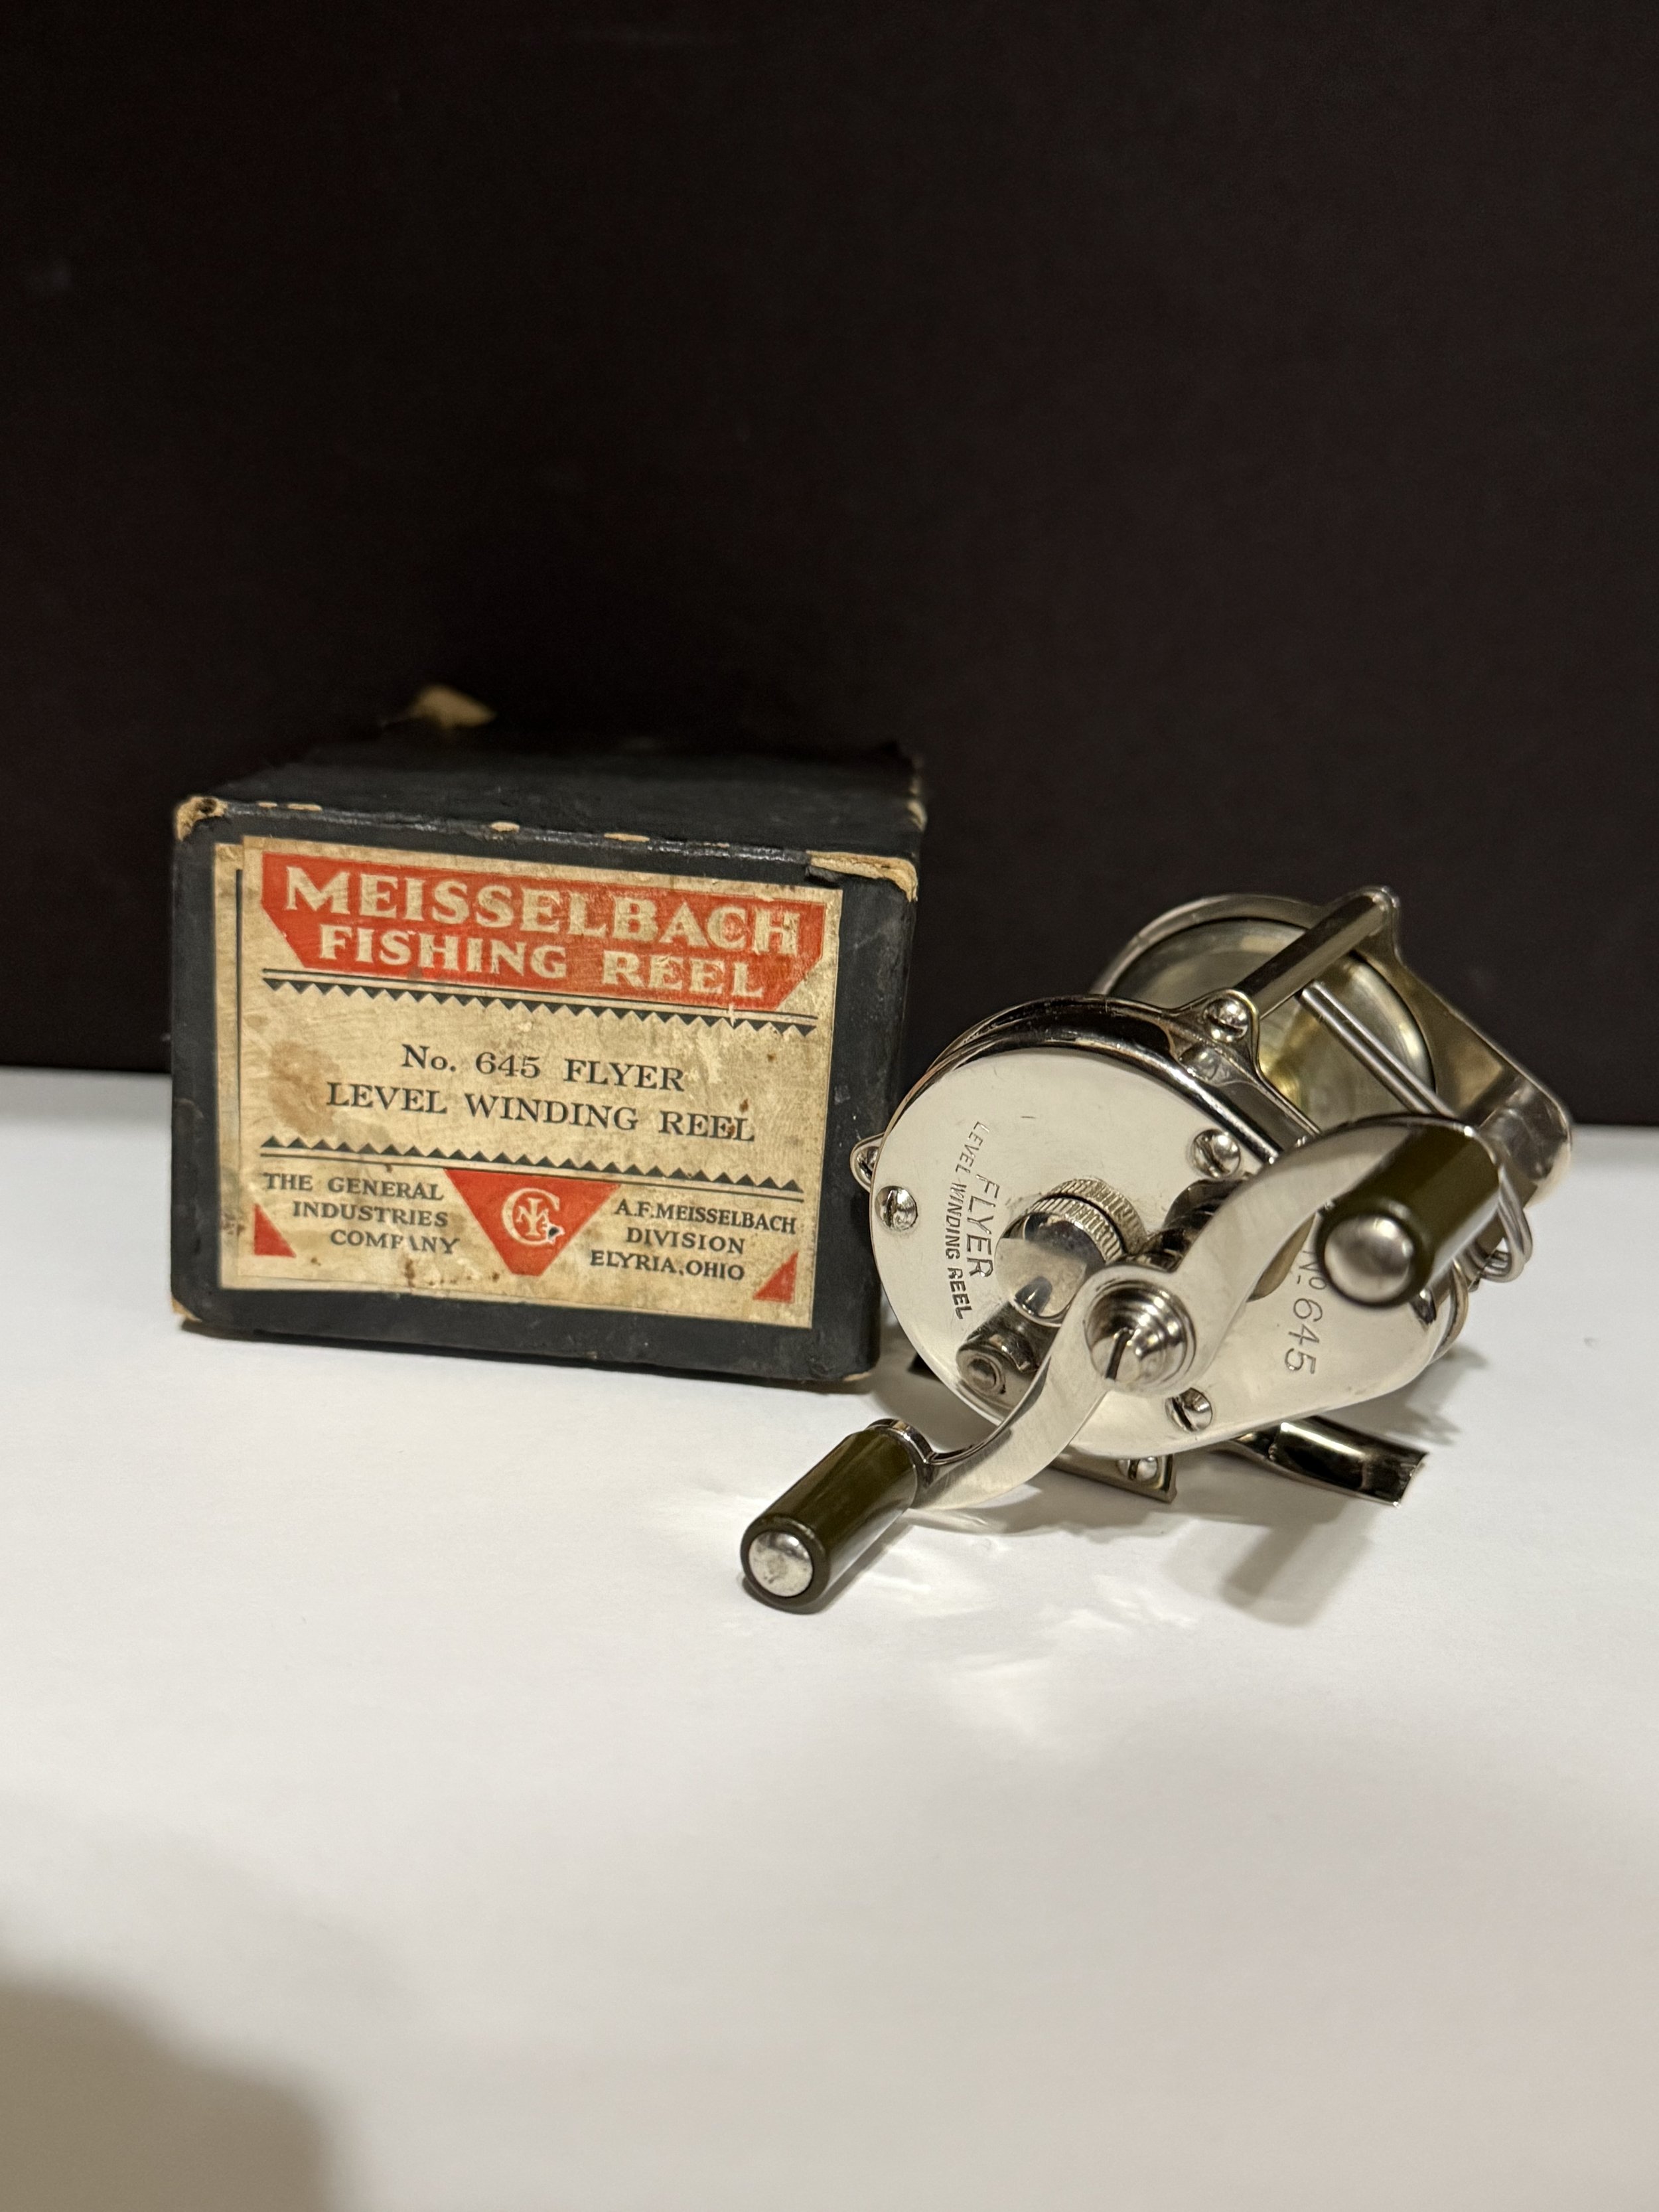 MEISSELBACH
FISHING REEL
No. 645 FLYER
LEVEL WINDING REEL
THE GENERAL
INDUSTRIES
COMPANY
A.F. MEISSELBACH
DIVISION
ELYRIA, OHIO
FLYER
LEVEL WINDING REEL
No 645